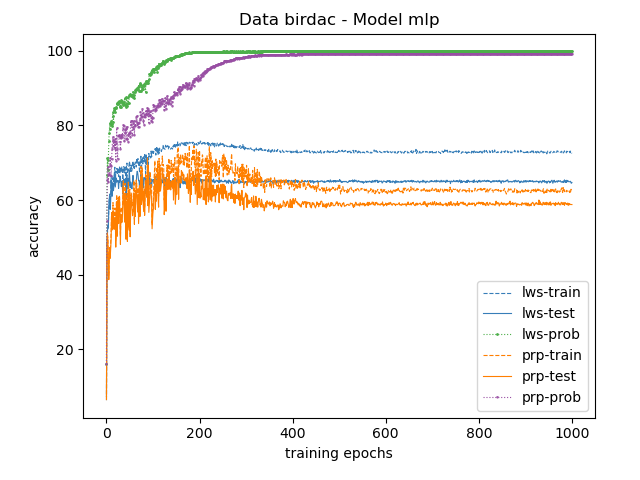 Data birdac - Model mlp
accuracy
100
80
60
40
20
0 200 400 600 800 1000
training epochs
lws-train
lws-test
lws-prob
prp-train
prp-test
prp-prob